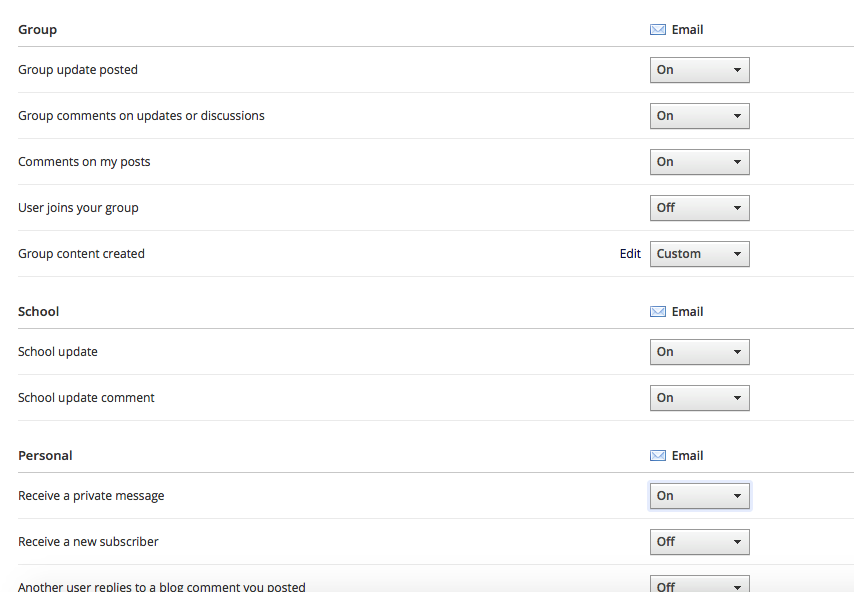 Group Email
Group update posted On
Group comments on updates or discussions On
Comments on my posts On
User joins your group Off
Group content created Edit Custom
School Email
School update On
School update comment On
Personal Email
Receive a private message On
Receive a new subscriber Off
Another user replies to a blog comment you posted Off